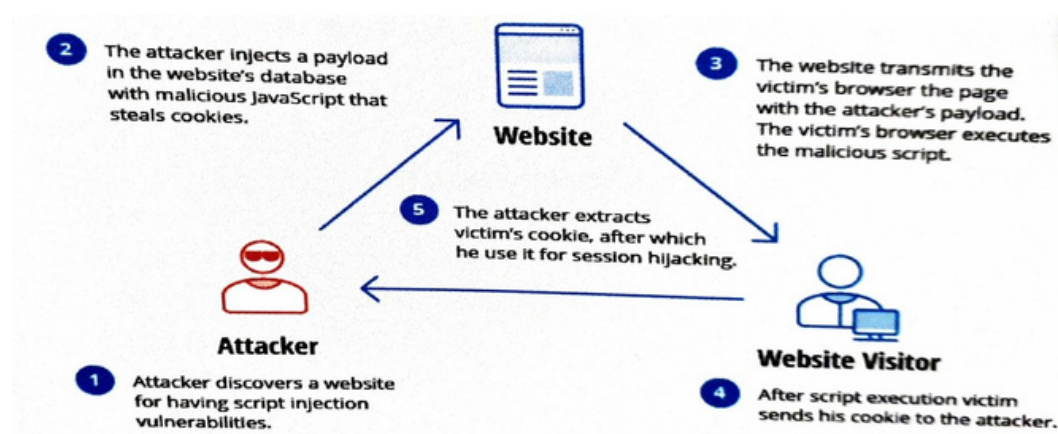 2
The attacker injects a payload
in the website's database
with malicious JavaScript that
steals cookies.
Website
3
The website transmits the
victim's browser the page
with the attacker's payload.
The victim's browser executes
the malicious script.
5
The attacker extracts
victim's cookie, after which
he use it for session hijacking.
Attacker
1
Attacker discovers a website
for having script injection
vulnerabilities.
Website Visitor
4
After script execution victim
sends his cookie to the attacker.